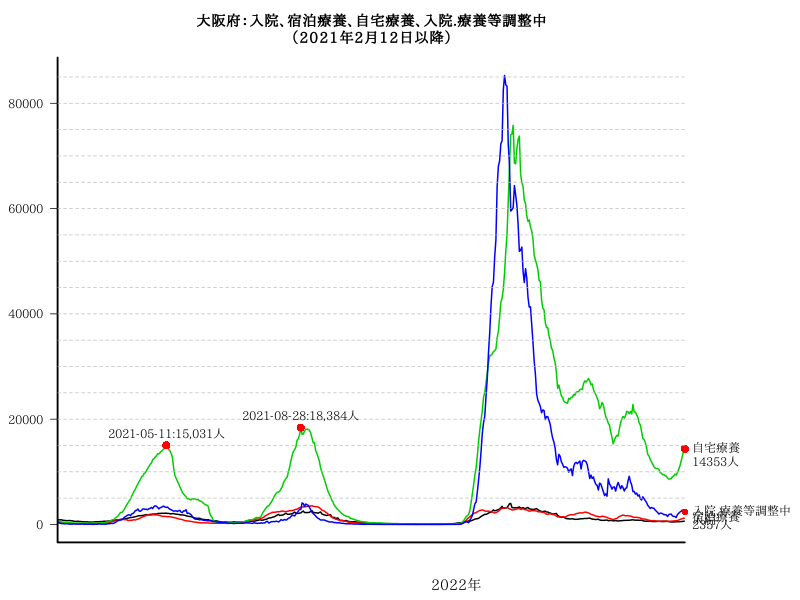 大阪府：入院、宿泊療養、自宅療養、入院.療養等調整中
（2021年2月12日以降）
80000
60000
40000
20000
0
2021-05-11:15,031人
2021-08-28:18,384人
自宅療養
14353人
入院.療養等調整中
2022年